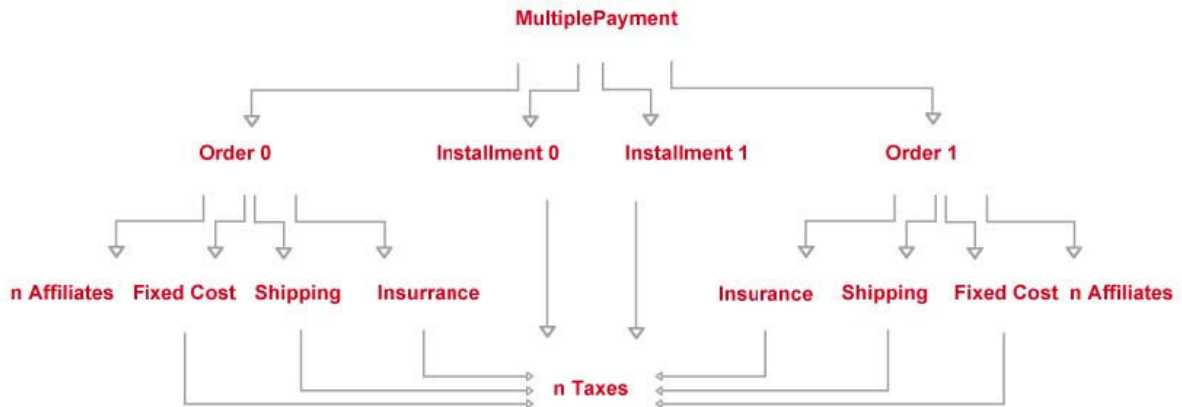 MultiplePayment
Order 0 Installment 0 Installment 1 Order 1
n Affiliates Fixed Cost Shipping Insurrance Insurance Shipping Fixed Cost n Affiliates
n Taxes